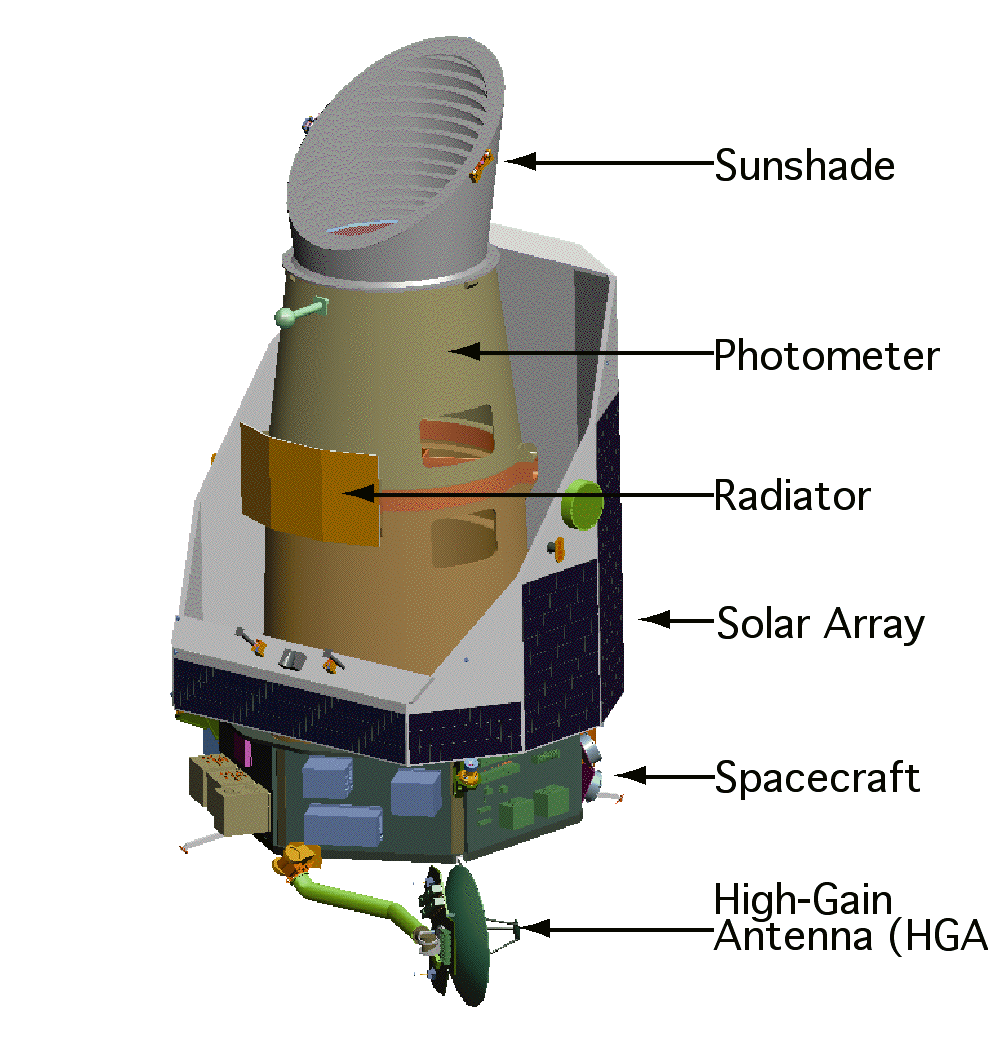 Sunshade
Photometer
Radiator
Solar Array
Spacecraft
High-Gain
Antenna (HGA